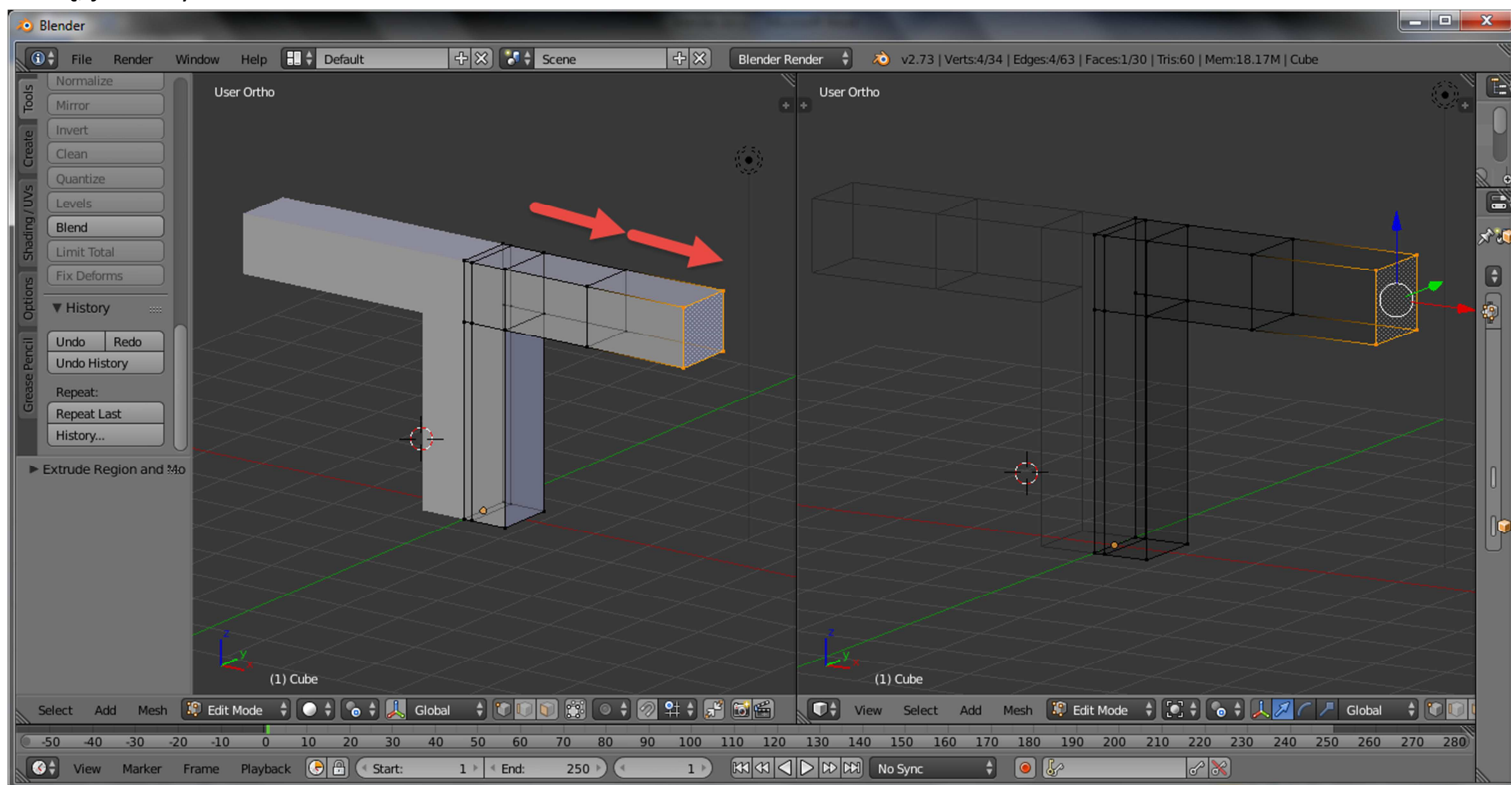 Blender
File Render Window Help Default Scene Blender Render v2.73 | Verts:4/34 | Edges:4/63 | Faces:1/30 | Tris:60 | Mem:18.17M | Cube
Tools
Create
Shading / UVs
Options
Grease Pencil
Normalize
Mirror
Invert
Clean
Quantize
Levels
Blend
Limit Total
Fix Deforms
▼ History
Undo Redo
Undo History
Repeat:
Repeat Last
History...
Extrude Region and
User Ortho
z
y
x
(1) Cube
User Ortho
z
y
x
(1) Cube
Select Add Mesh Edit Mode Global
View Select Add Mesh Edit Mode Global
-50 -40 -30 -20 -10 0 10 20 30 40 50 60 70 80 90 100 110 120 130 140 150 160 170 180 190 200 210 220 230 240 250 260 270 280
View Marker Frame Playback Start: 1 End: 250 1 No Sync